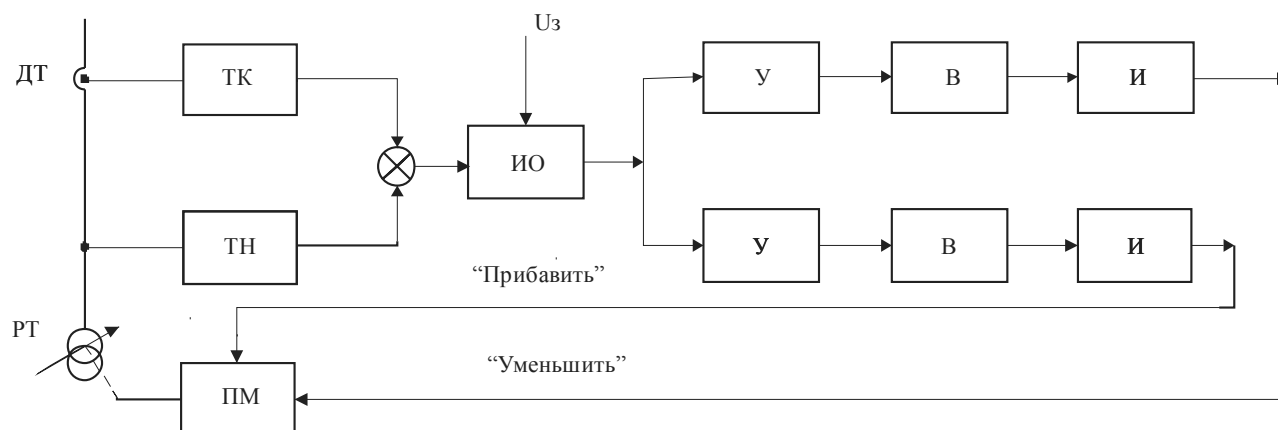 Uз
ДТ
ТК
У
В
И
ИО
ТН
У
В
И
“Прибавить”
РТ
“Уменьшить”
ПМ